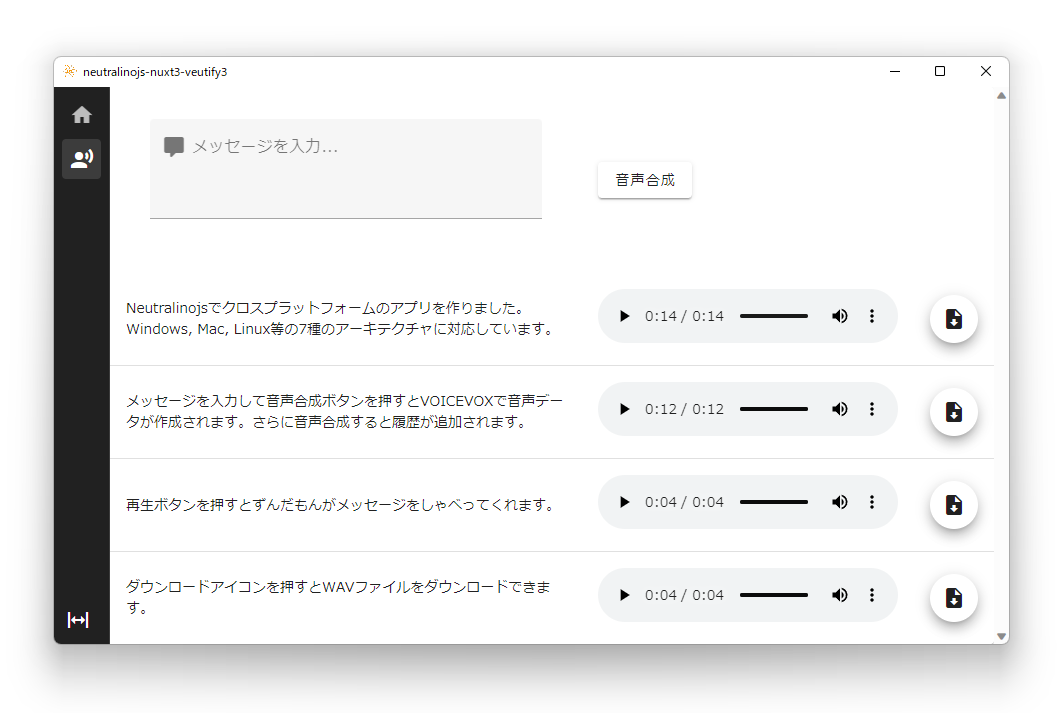 neutralinojs-nuxt3-veutify3
メッセージを入力...
音声合成
Neutralinojsでクロスプラットフォームのアプリを作りました。
Windows, Mac, Linux等の7種のアーキテクチャに対応しています。
0:14 / 0:14
メッセージを入力して音声合成ボタンを押すとVOICEVOXで音声デー
タが作成されます。さらに音声合成すると履歴が追加されます。
0:12 / 0:12
再生ボタンを押すとずんだもんがメッセージをしゃべってくれます。
0:04 / 0:04
ダウンロードアイコンを押すとWAVファイルをダウンロードできま
す。
0:04 / 0:04